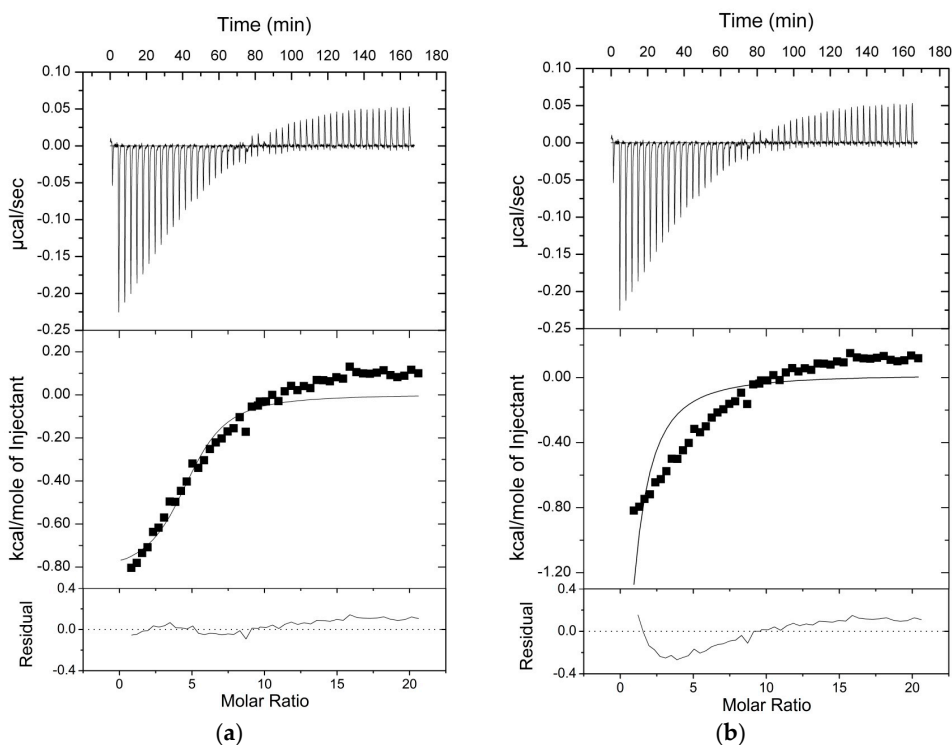 Time (min)
0 20 40 60 80 100 120 140 160 180
0.10
0.05
0.00
-0.05
-0.10
-0.15
-0.20
-0.25
µcal/sec
0.20
0.00
-0.20
-0.40
-0.60
-0.80
kcal/mole of Injectant
0.4
0.0
-0.4
Residual
0 5 10 15 20
Molar Ratio
(a)
Time (min)
0 20 40 60 80 100 120 140 160 180
0.10
0.05
0.00
-0.05
-0.10
-0.15
-0.20
-0.25
µcal/sec
0.00
-0.40
-0.80
-1.20
kcal/mole of Injectant
0.4
0.0
-0.4
Residual
0 5 10 15 20
Molar Ratio
(b)